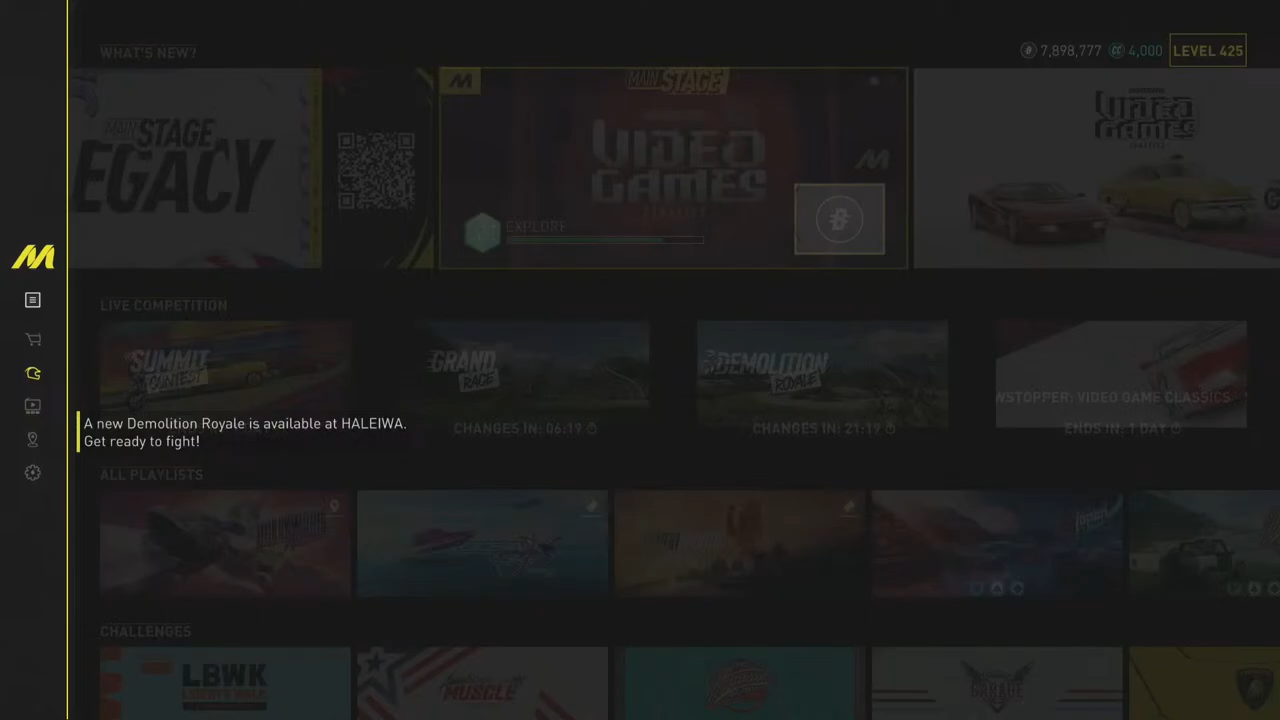 WHAT'S NEW?
7,898,777
4,000
LEVEL 425
MAIN STAGE
LEGACY
MAIN STAGE
VIDEO
GAMES
EXPLORE
VIDEO
GAMES
LIVE COMPETITION
SUMMIT
CONTEST
GRAND
RACE
DEMOLITION
ROYALE
WSTOPPER: VIDEO GAME CLASSICS
CHANGES IN: 06:19
CHANGES IN: 21:19
ENDS IN: 1 DAY
A new Demolition Royale is available at HALEIWA.
Get ready to fight!
ALL PLAYLISTS
CHALLENGES
LBWK
LIBERTY WALK
MUSCLE
GARAGE